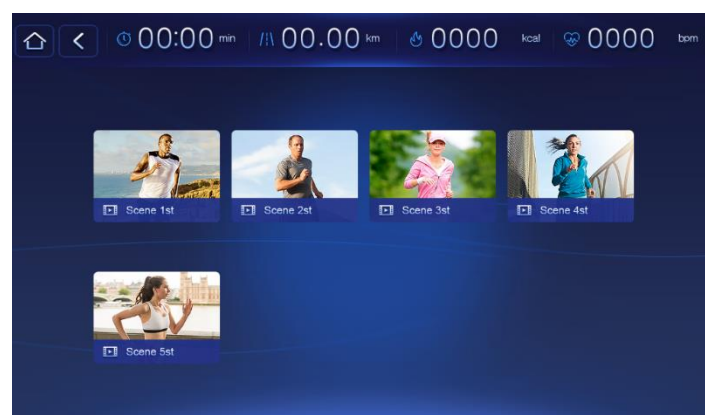 00:00 min 00.00 km 0000 kcal 0000 bpm
Scene 1st Scene 2st Scene 3st Scene 4st
Scene 5st